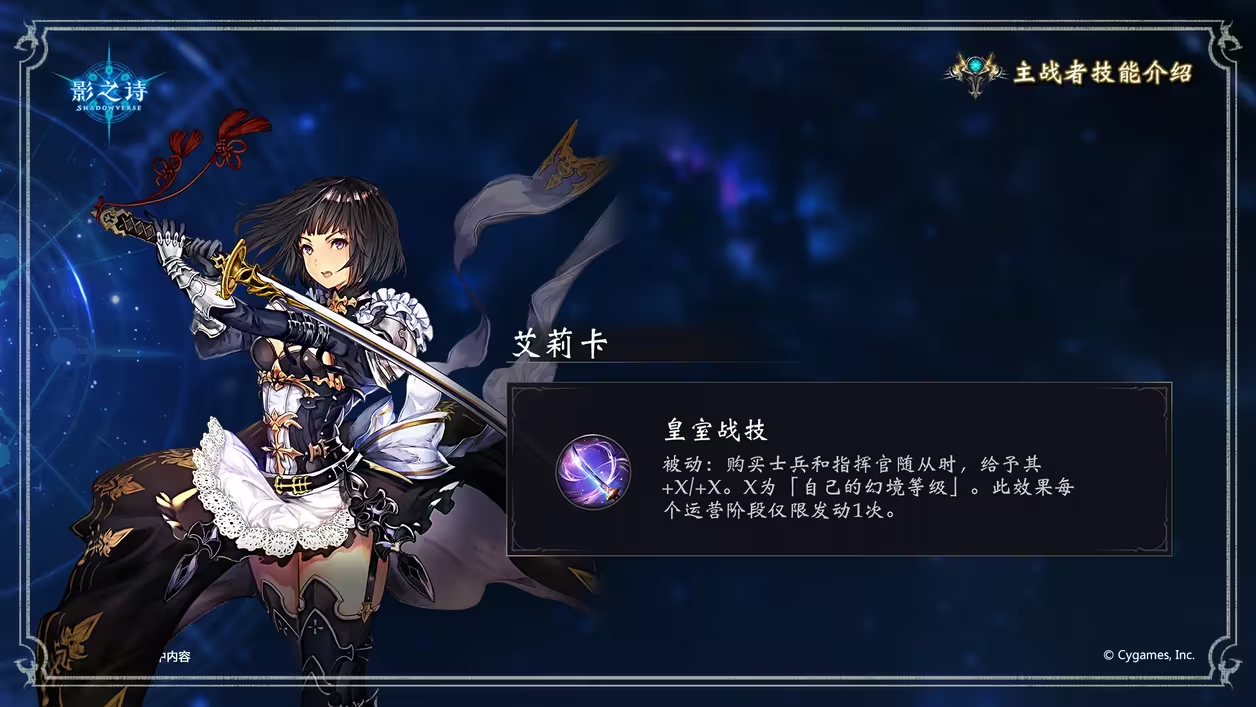 影之诗
SHADOWVERSE
主战者技能介绍
艾莉卡
皇室战技
被动：购买士兵和指挥官随从时，给予其
+X/+X。X为「自己的幻境等级」。此效果每
个运营阶段仅限发动1次。
中内容
© Cygames, Inc.